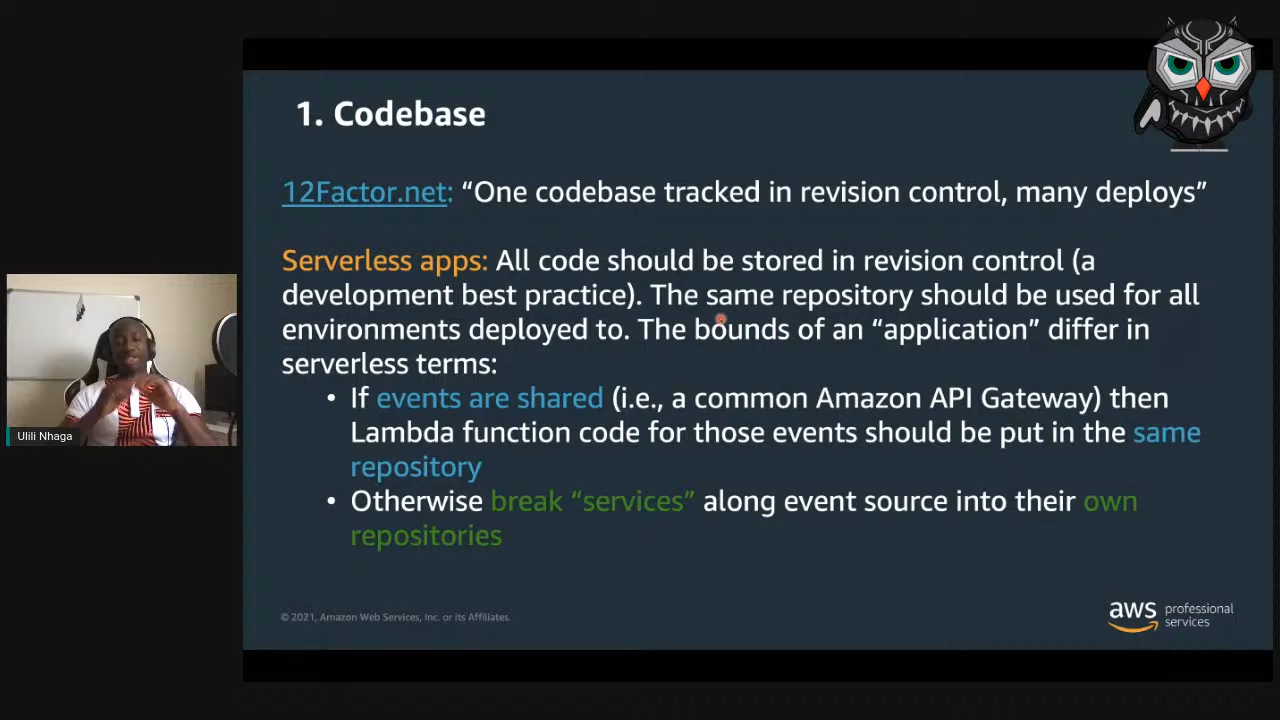 1. Codebase
12Factor.net: “One codebase tracked in revision control, many deploys”
Serverless apps: All code should be stored in revision control (a
development best practice). The same repository should be used for all
environments deployed to. The bounds of an “application” differ in
serverless terms:
• If events are shared (i.e., a common Amazon API Gateway) then
Lambda function code for those events should be put in the same
repository
• Otherwise break “services” along event source into their own
repositories
Ulili Nhaga
© 2021, Amazon Web Services, Inc. or its Affiliates.
aws professional
services